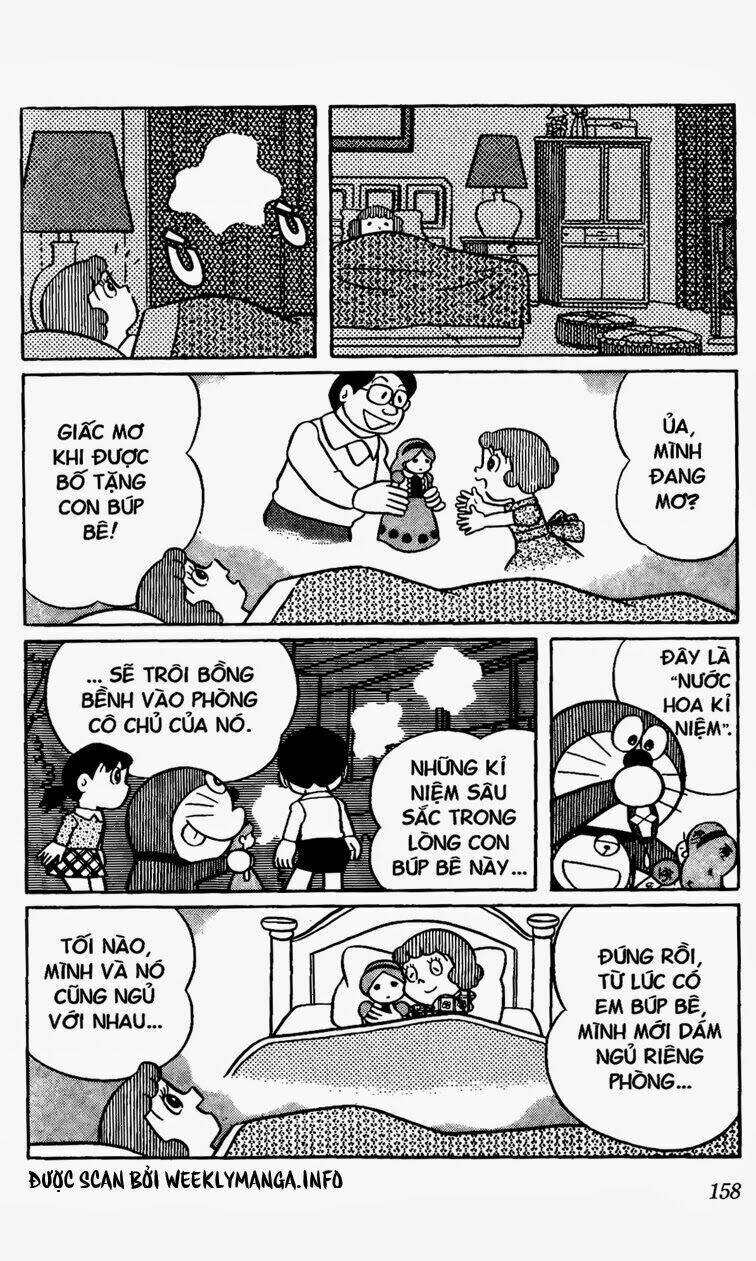 ỦA,
MÌNH
ĐANG
MƠ?
GIẤC MƠ
KHI ĐƯỢC
BỐ TẶNG
CON BÚP
BÊ!
ĐÂY LÀ
"NƯỚC
HOA KỈ
NIỆM".
NHỮNG KỈ
NIỆM SÂU
SẮC TRONG
LÒNG CON
BÚP BÊ NÀY...
... SẼ TRÔI BỒNG
BỀNH VÀO PHÒNG
CÔ CHỦ CỦA NÓ.
ĐÚNG RỒI,
TỪ LÚC CÓ
EM BÚP BÊ,
MÌNH MỚI DÁM
NGỦ RIÊNG
PHÒNG...
TỐI NÀO,
MÌNH VÀ NÓ
CŨNG NGỦ
VỚI NHAU...
ĐƯỢC SCAN BỞI WEEKLYMANGA.INFO
158